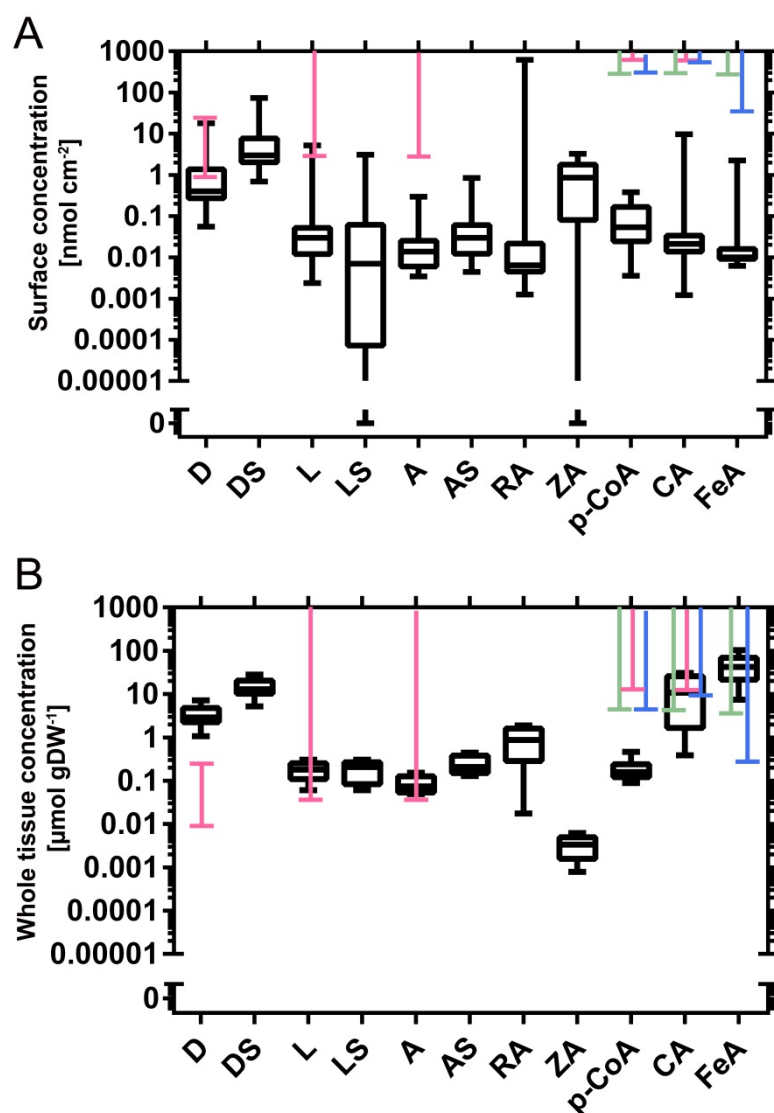 A
Surface concentration
[nmol cm-2]
1000
100
10
1
0.1
0.01
0.001
0.0001
0.00001
0
D
DS
L
LS
A
AS
RA
ZA
p-CoA
CA
FeA
B
Whole tissue concentration
[µmol gDW-1]
1000
100
10
1
0.1
0.01
0.001
0.0001
0.00001
0
D
DS
L
LS
A
AS
RA
ZA
p-CoA
CA
FeA